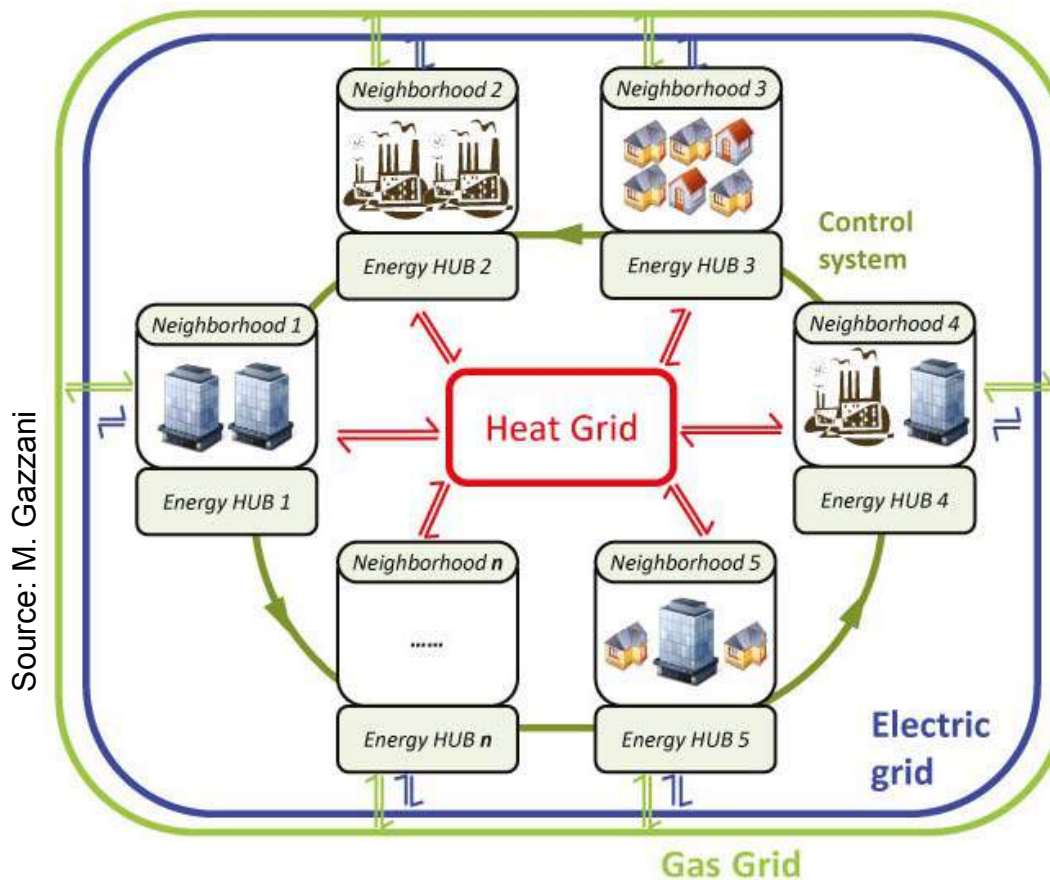 Neighborhood 2
Neighborhood 3
Energy HUB 2
Energy HUB 3
Control
system
Neighborhood 1
Neighborhood 4
Heat Grid
Energy HUB 1
Energy HUB 4
Neighborhood n
Neighborhood 5
......
Energy HUB n
Energy HUB 5
Electric
grid
Gas Grid
Source: M. Gazzani